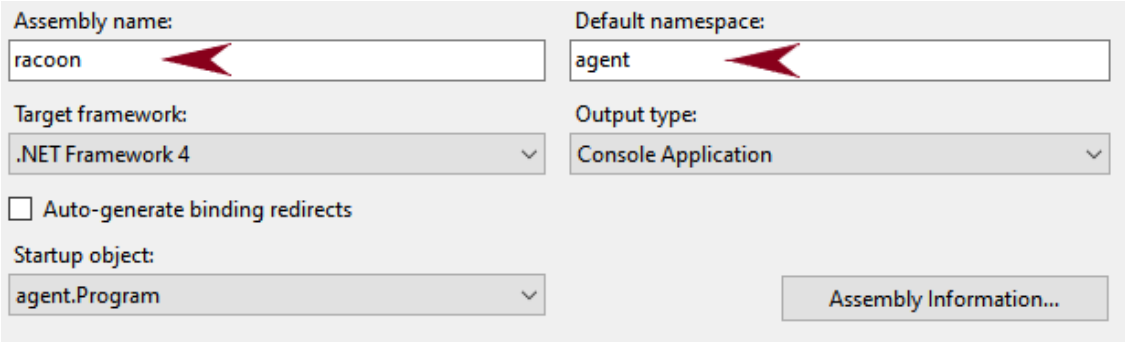 Assembly name:
Default namespace:
racoon
agent
Target framework:
Output type:
.NET Framework 4
Console Application
Auto-generate binding redirects
Startup object:
agent.Program
Assembly Information...